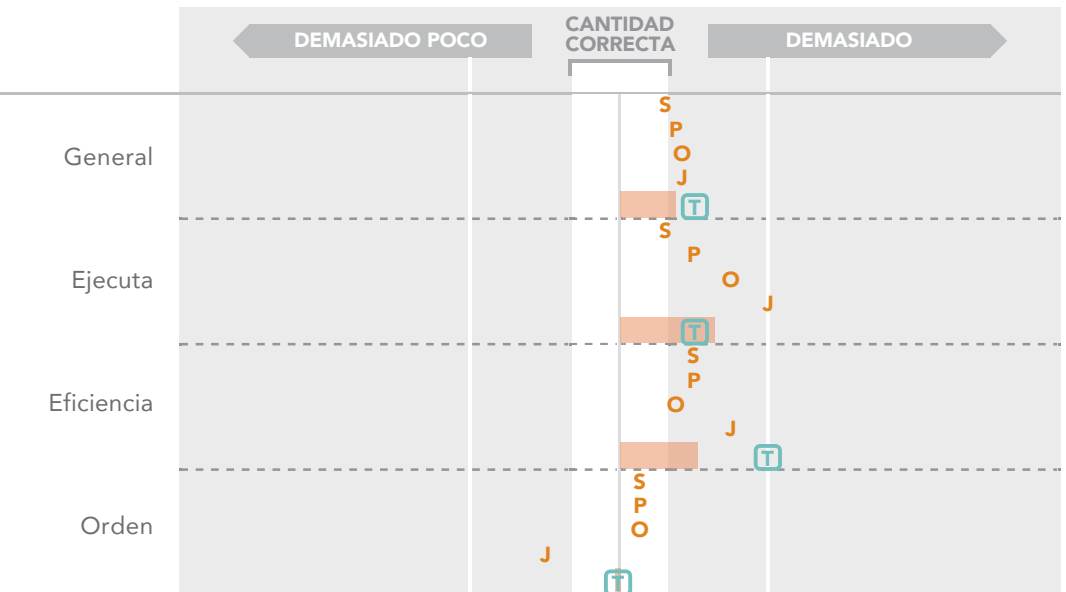 DEMASIADO POCO
CANTIDAD
CORRECTA
DEMASIADO
General
S
P
O
J
T
Ejecuta
S
P
O
J
T
Eficiencia
S
P
O
J
T
Orden
S
P
O
J
T